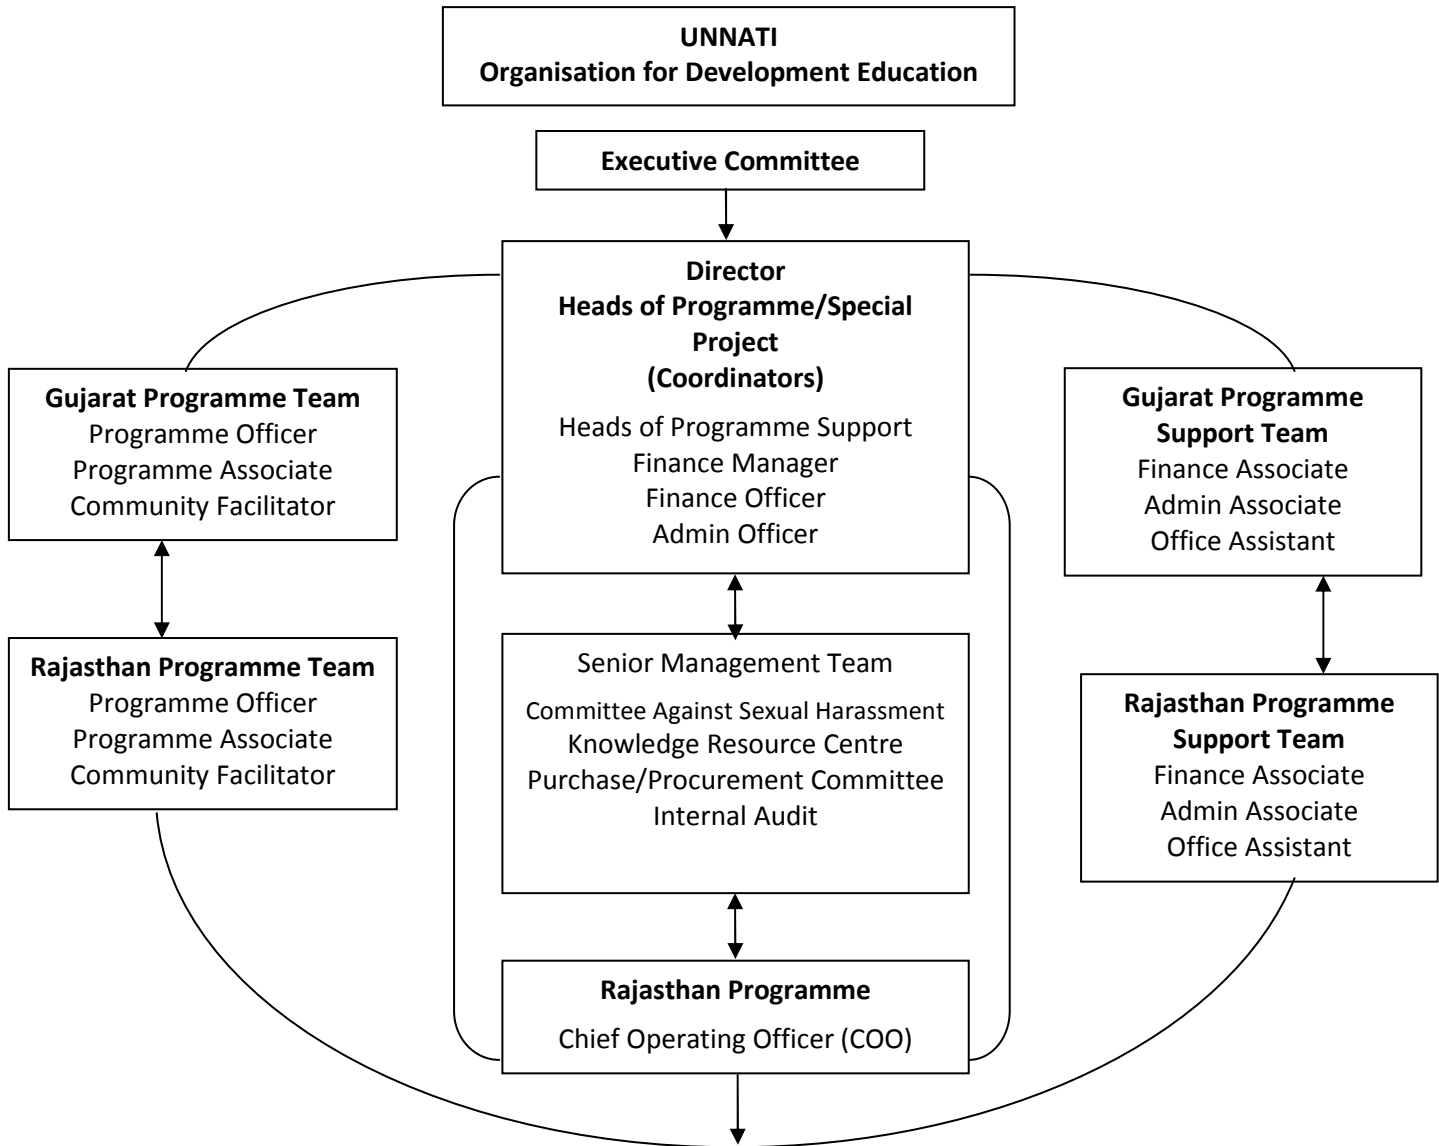 UNNATI
Organisation for Development Education
Executive Committee
Director
Heads of Programme/Special
Project
(Coordinators)
Heads of Programme Support
Finance Manager
Finance Officer
Admin Officer
Gujarat Programme Team
Programme Officer
Programme Associate
Community Facilitator
Gujarat Programme
Support Team
Finance Associate
Admin Associate
Office Assistant
Rajasthan Programme Team
Programme Officer
Programme Associate
Community Facilitator
Senior Management Team
Committee Against Sexual Harassment
Knowledge Resource Centre
Purchase/Procurement Committee
Internal Audit
Rajasthan Programme
Support Team
Finance Associate
Admin Associate
Office Assistant
Rajasthan Programme
Chief Operating Officer (COO)